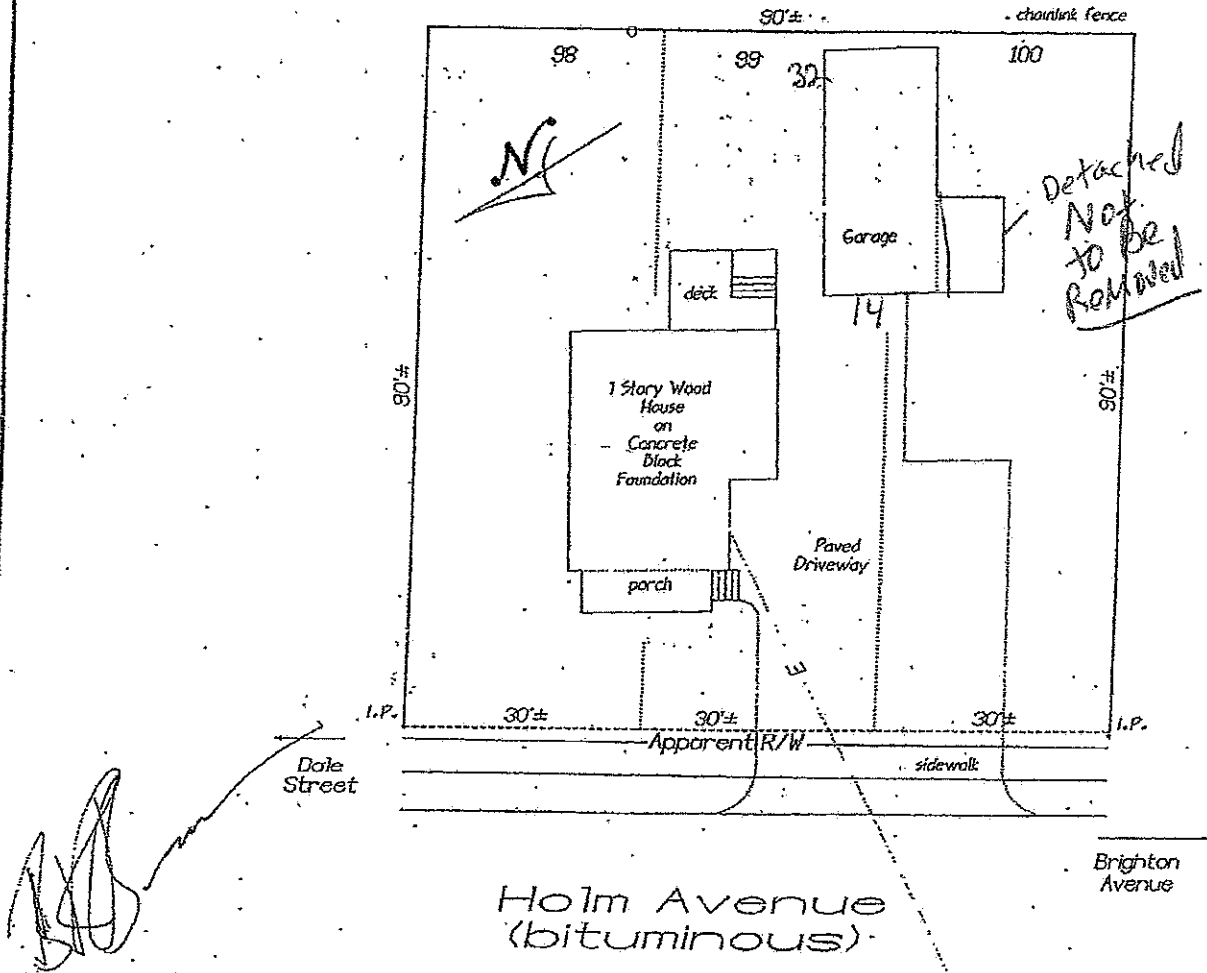 90'±
chainlink fence
98
99
100
32
N
Detached
Not
to be
Removed
Garage
14
deck
90'±
90'±
1 Story Wood
House
on
Concrete
Block
Foundation
Paved
Driveway
porch
E
I.P.
30'±
30'±
30'±
I.P.
Apparent R/W
sidewalk
Dale
Street
Brighton
Avenue
Holm Avenue
(bituminous)